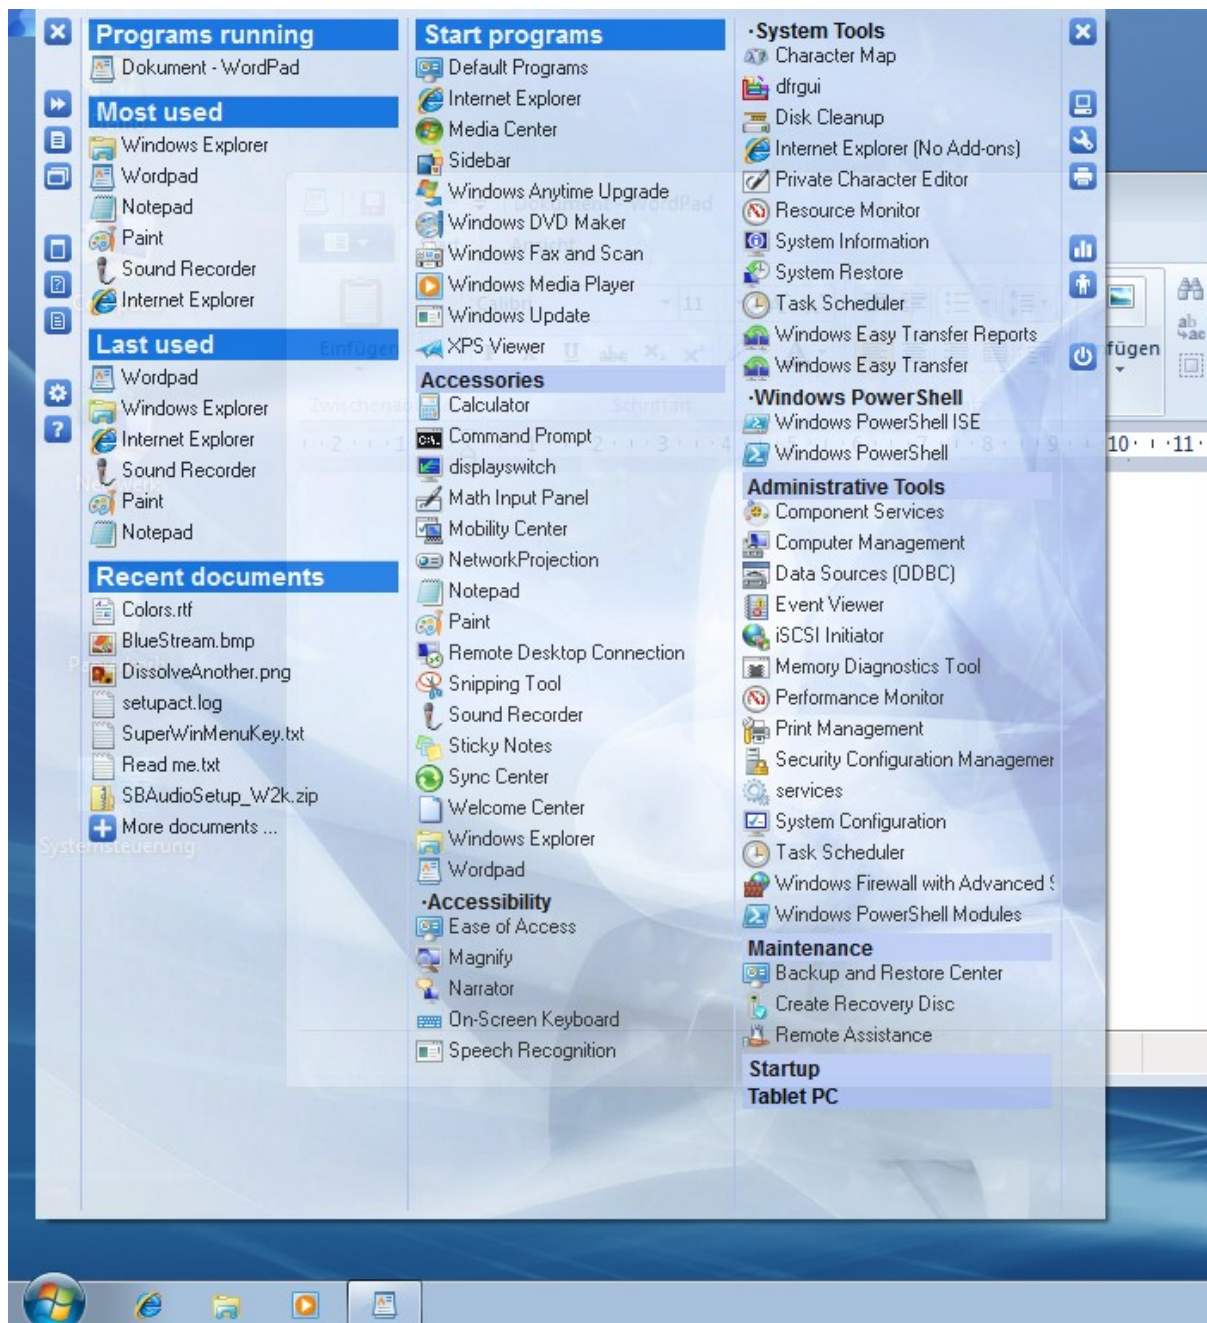 Programs running
Dokument - WordPad
Most used
Windows Explorer
Wordpad
Notepad
Paint
Sound Recorder
Internet Explorer
Last used
Wordpad
Windows Explorer
Internet Explorer
Sound Recorder
Paint
Notepad
Recent documents
Colors.rtf
BlueStream.bmp
DissolveAnother.png
setupact.log
SuperWinMenuKey.txt
Read me.txt
SBAudioSetup_W2k.zip
More documents ...
Systemsteuerung
Start programs
Default Programs
Internet Explorer
Media Center
Sidebar
Windows Anytime Upgrade
Dokument - WordPad
Windows DVD Maker
Windows Fax and Scan
Windows Media Player
Calibri
11
Windows Update
XPS Viewer
Einfügen
Accessories
Calculator
Schriftart
Command Prompt
displayswitch
Math Input Panel
Mobility Center
NetworkProjection
Notepad
Paint
Remote Desktop Connection
Snipping Tool
Sound Recorder
Sticky Notes
Sync Center
Welcome Center
Windows Explorer
Wordpad
·Accessibility
Ease of Access
Magnify
Narrator
On-Screen Keyboard
Speech Recognition
·System Tools
Character Map
dfrgui
Disk Cleanup
Internet Explorer (No Add-ons)
Private Character Editor
Resource Monitor
System Information
System Restore
Task Scheduler
Windows Easy Transfer Reports
Windows Easy Transfer
·Windows PowerShell
Windows PowerShell ISE
Windows PowerShell
Administrative Tools
Component Services
Computer Management
Data Sources (ODBC)
Event Viewer
iSCSI Initiator
Memory Diagnostics Tool
Performance Monitor
Print Management
Security Configuration Managemer
services
System Configuration
Task Scheduler
Windows Firewall with Advanced S
Windows PowerShell Modules
Maintenance
Backup and Restore Center
Create Recovery Disc
Remote Assistance
Startup
Tablet PC
fügen
ab
ac
10 · 11 ·